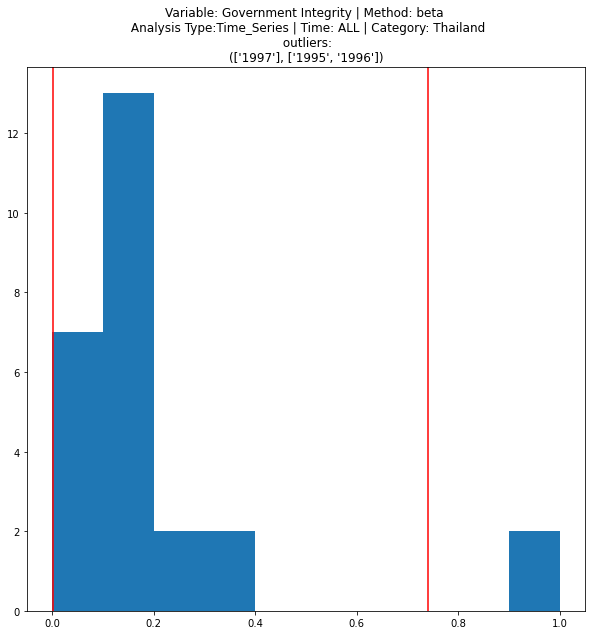 Variable: Government Integrity | Method: beta
Analysis Type:Time_Series | Time: ALL | Category: Thailand
outliers:
(['1997'], ['1995', '1996'])
12
10
8
6
4
2
0
0.0 0.2 0.4 0.6 0.8 1.0